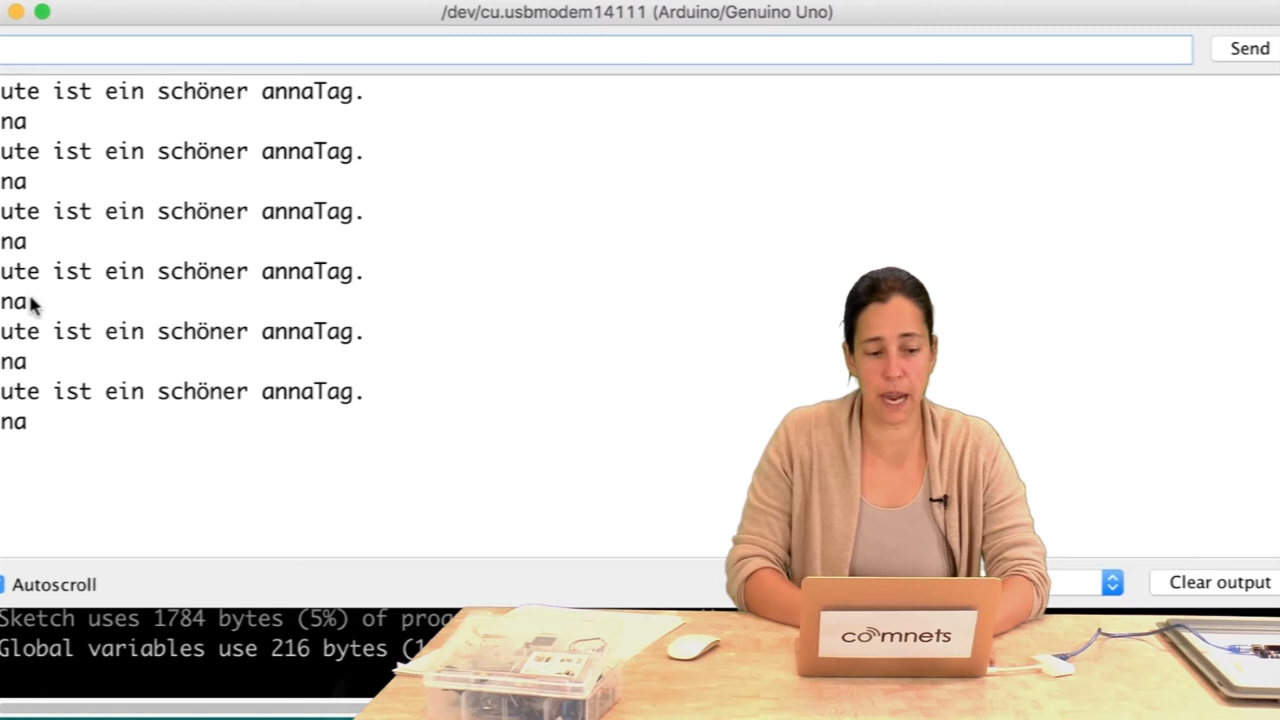 /dev/cu.usbmodem14111 (Arduino/Genuino Uno)
Send
ute ist ein schöner annaTag.
na
ute ist ein schöner annaTag.
na
ute ist ein schöner annaTag.
na
ute ist ein schöner annaTag.
na
ute ist ein schöner annaTag.
na
ute ist ein schöner annaTag.
na
Autoscroll
Clear output
Sketch uses 1784 bytes (5%) of prog
Global variables use 216 bytes (1
comnets